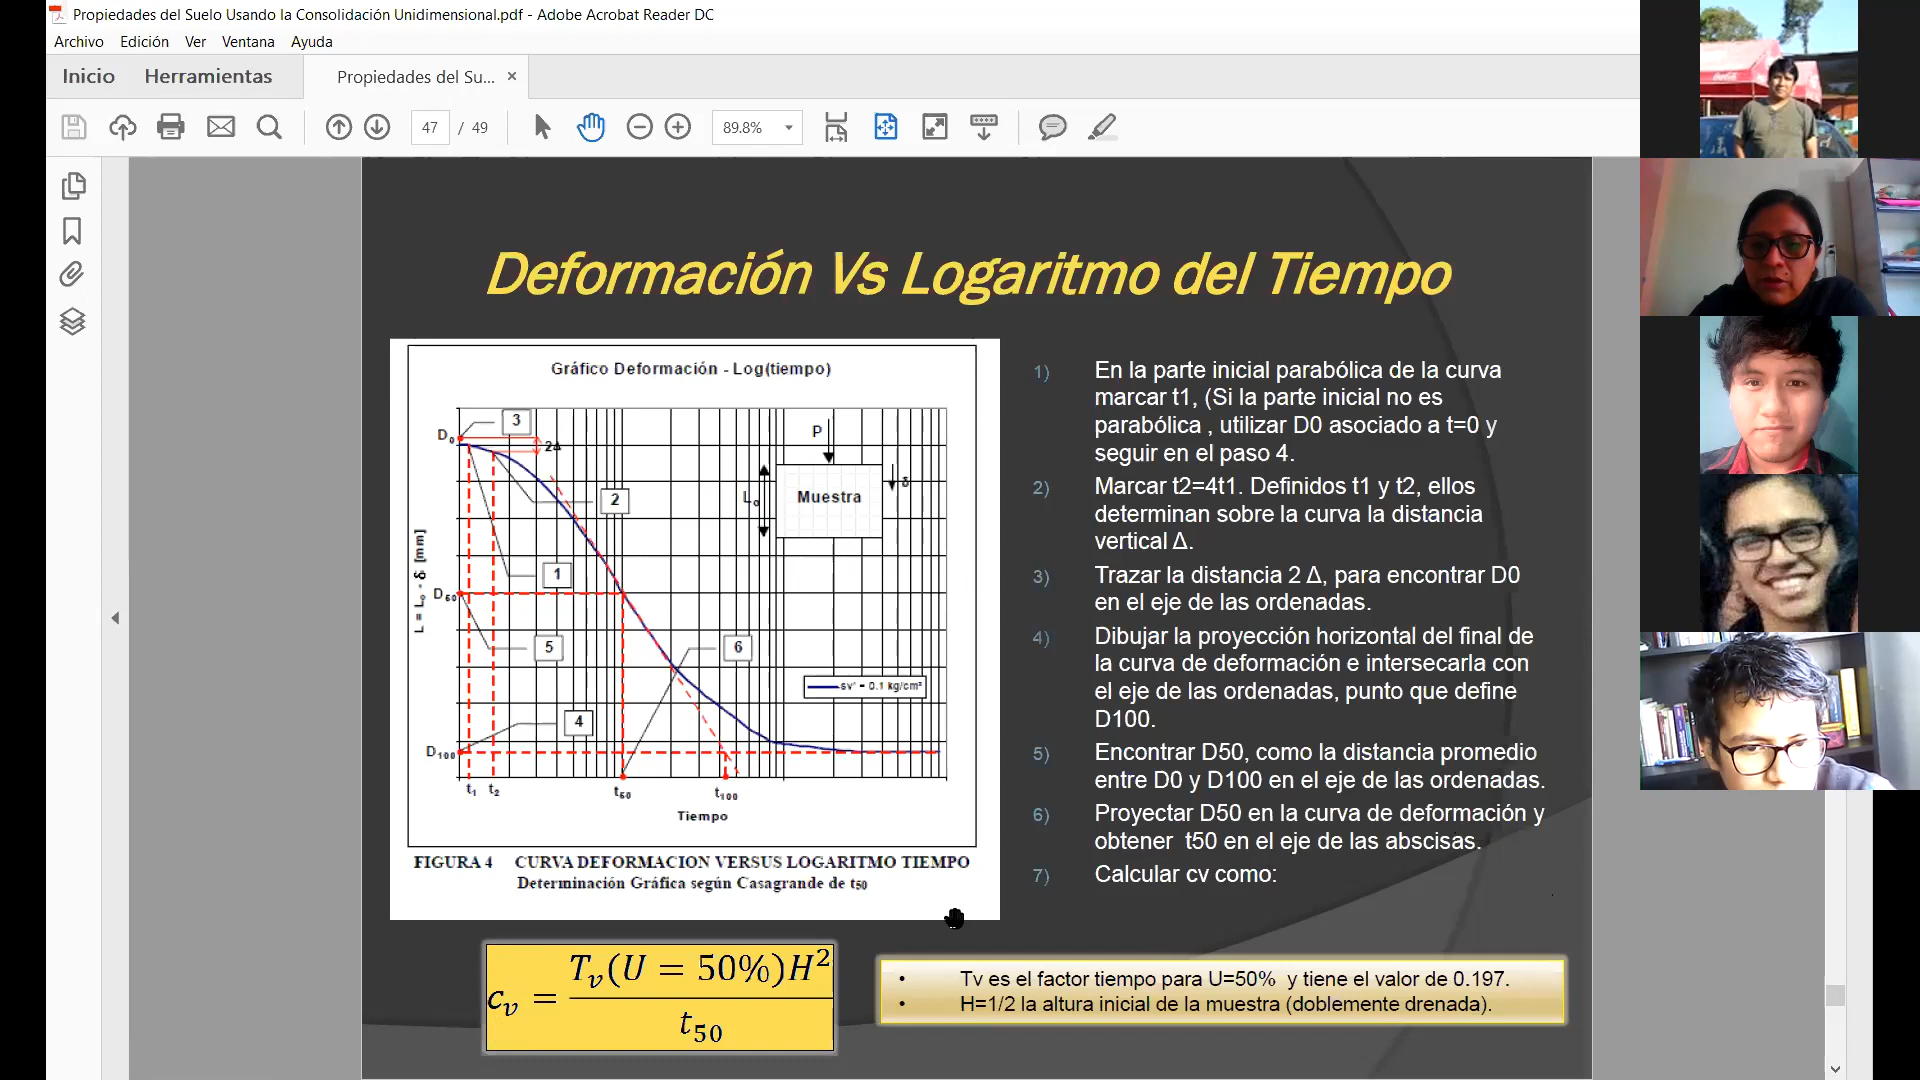 Propiedades del Suelo Usando la Consolidación Unidimensional.pdf - Adobe Acrobat Reader DC
Archivo Edición Ver Ventana Ayuda
Inicio Herramientas Propiedades del Su... ×
47 / 49 89.8%
Deformación Vs Logaritmo del Tiempo
Gráfico Deformación - Log(tiempo)
D0
3
2Δ
P
2
L0
Muestra
δ
L = L0 - δ [mm]
1
D50
5
6
sv' = 0.1 kg/cm²
4
D100
t1 t2 t50 t100
Tiempo
FIGURA 4 CURVA DEFORMACION VERSUS LOGARITMO TIEMPO
Determinación Gráfica según Casagrande de t50
1) En la parte inicial parabólica de la curva
marcar t1, (Si la parte inicial no es
parabólica , utilizar D0 asociado a t=0 y
seguir en el paso 4.
2) Marcar t2=4t1. Definidos t1 y t2, ellos
determinan sobre la curva la distancia
vertical Δ.
3) Trazar la distancia 2 Δ, para encontrar D0
en el eje de las ordenadas.
4) Dibujar la proyección horizontal del final de
la curva de deformación e intersecarla con
el eje de las ordenadas, punto que define
D100.
5) Encontrar D50, como la distancia promedio
entre D0 y D100 en el eje de las ordenadas.
6) Proyectar D50 en la curva de deformación y
obtener t50 en el eje de las abscisas.
7) Calcular cv como:
cv = Tv(U = 50%)H² / t50
• Tv es el factor tiempo para U=50% y tiene el valor de 0.197.
• H=1/2 la altura inicial de la muestra (doblemente drenada).